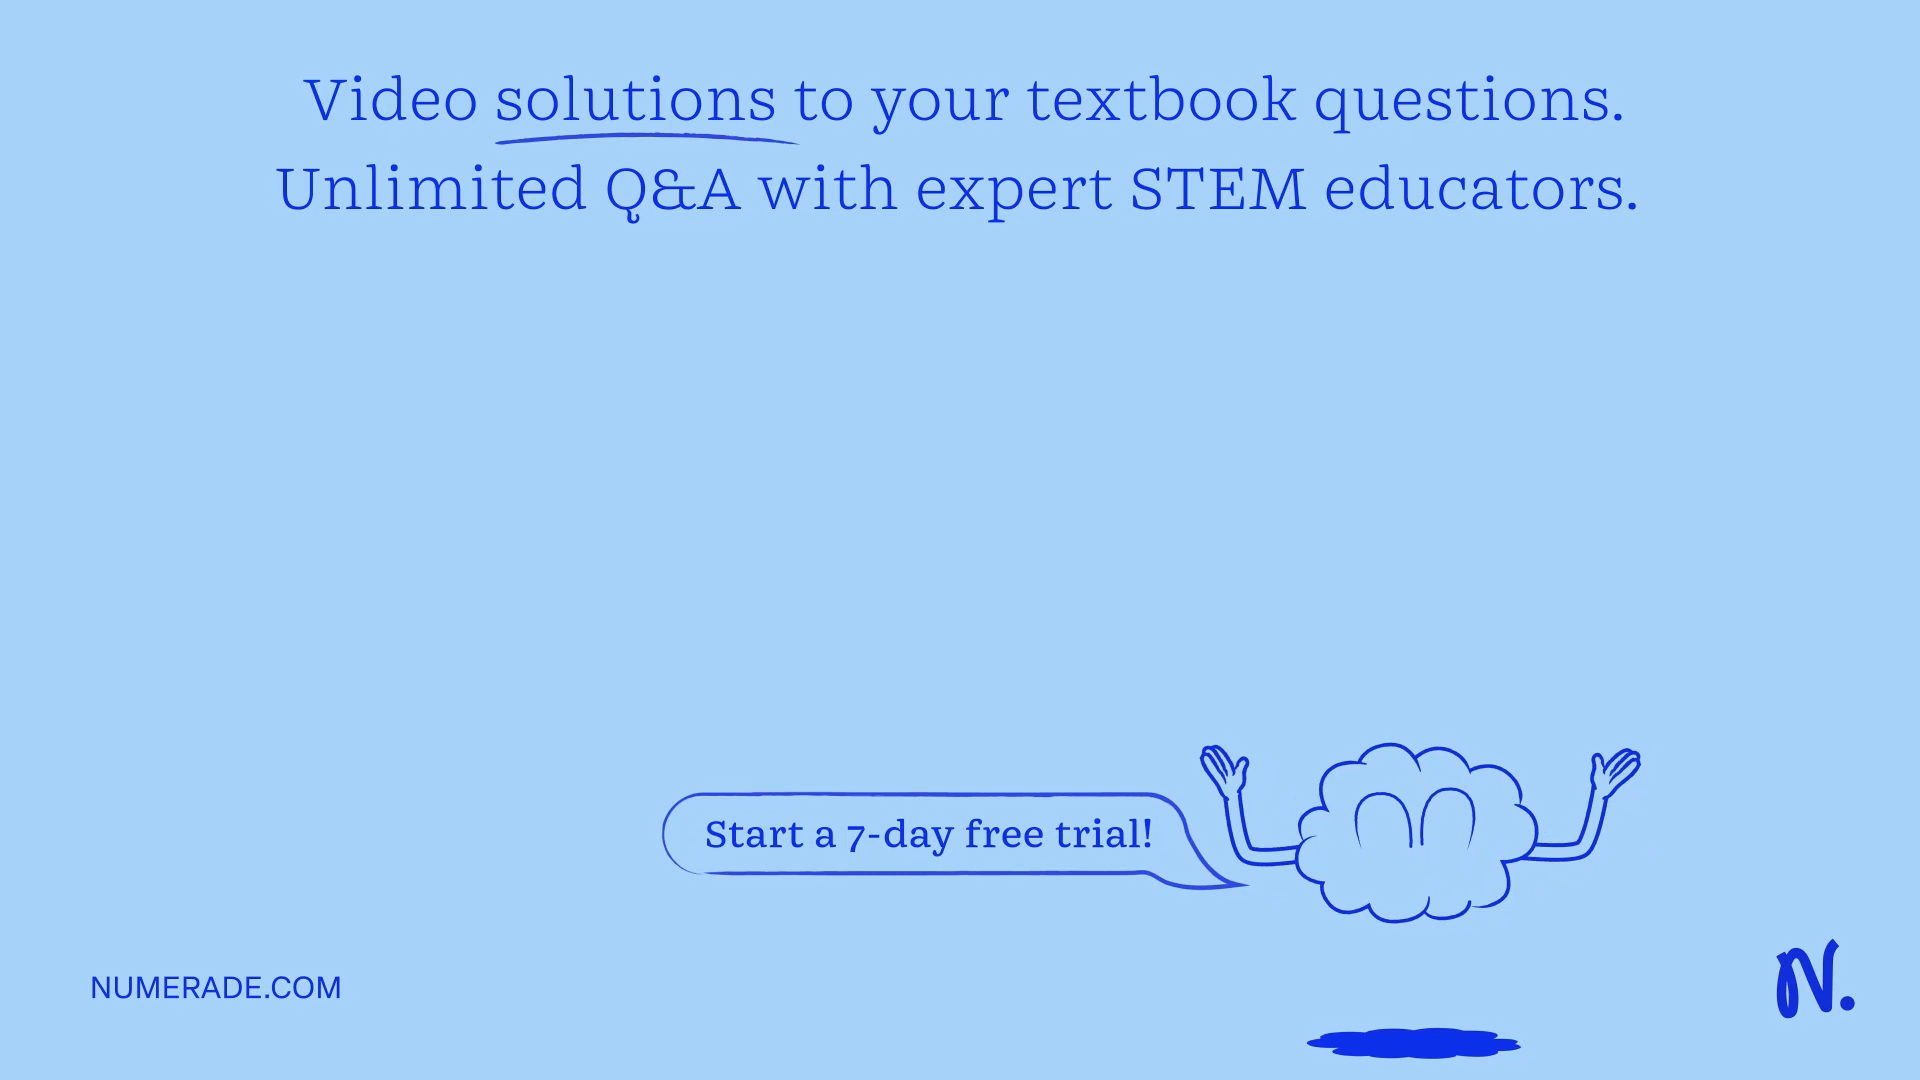 Video solutions to your textbook questions.
Unlimited Q&A with expert STEM educators.
Start a 7-day free trial!
NUMERADE.COM
N.